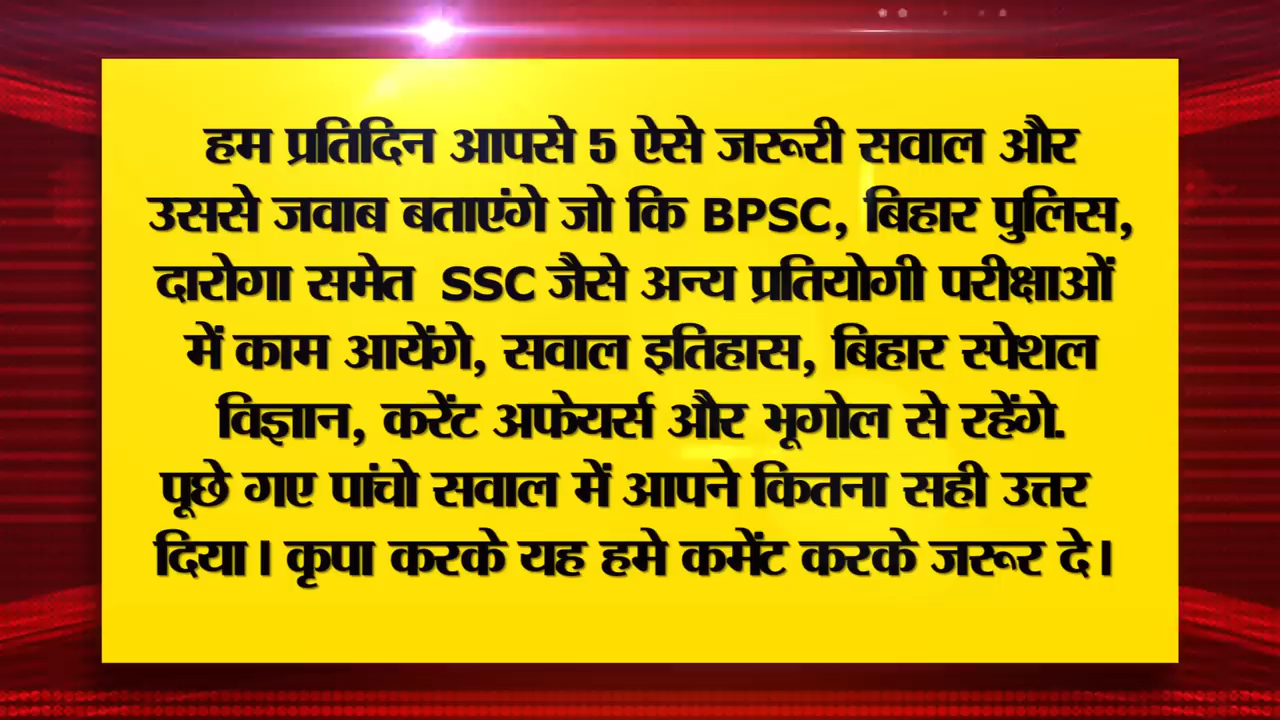 हम प्रतिदिन आपसे 5 ऐसे जरूरी सवाल और
उससे जवाब बताएंगे जो कि BPSC, बिहार पुलिस,
दारोगा समेत SSC जैसे अन्य प्रतियोगी परीक्षाओं
में काम आयेंगे, सवाल इतिहास, बिहार स्पेशल
विज्ञान, करेंट अफेयर्स और भूगोल से रहेंगे.
पूछे गए पांचो सवाल में आपने कितना सही उत्तर
दिया। कृपा करके यह हमे कमेंट करके जरूर दे।